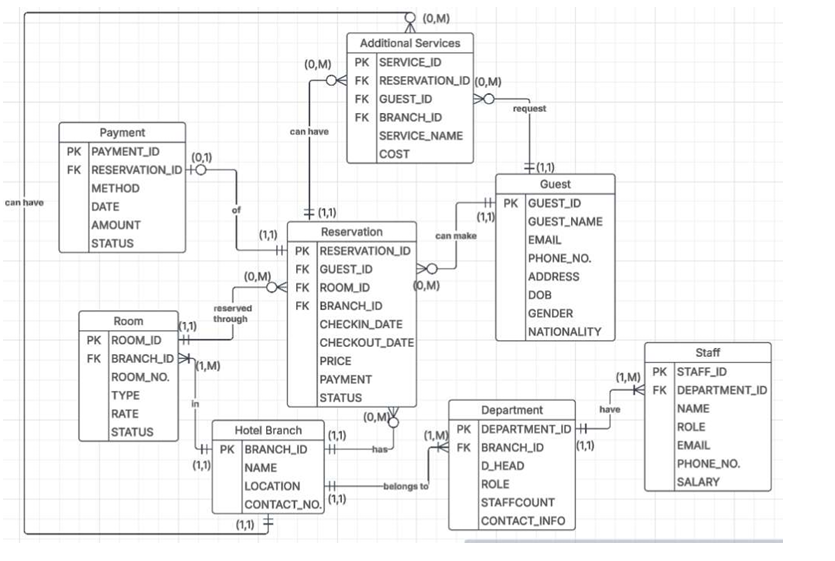 (0,M)
Additional Services
PK SERVICE_ID
FK RESERVATION_ID
FK GUEST_ID
FK BRANCH_ID
SERVICE_NAME
COST
(0,M)
(0,M)
request
(1,1)
can have
(1,1)
Payment
PK PAYMENT_ID
FK RESERVATION_ID
METHOD
DATE
AMOUNT
STATUS
(0,1)
of
(1,1)
can have
Guest
PK GUEST_ID
GUEST_NAME
EMAIL
PHONE_NO.
ADDRESS
DOB
GENDER
NATIONALITY
(1,1)
can make
(0,M)
Reservation
PK RESERVATION_ID
FK GUEST_ID
FK ROOM_ID
FK BRANCH_ID
CHECKIN_DATE
CHECKOUT_DATE
PRICE
PAYMENT
STATUS
(0,M)
reserved
through
(1,1)
Room
PK ROOM_ID
FK BRANCH_ID
ROOM_NO.
TYPE
RATE
STATUS
(1,M)
in
(1,1)
Hotel Branch
PK BRANCH_ID
NAME
LOCATION
CONTACT_NO.
(1,1)
has
(0,M)
(1,1)
belongs to
(1,M)
(1,1)
Department
PK DEPARTMENT_ID
FK BRANCH_ID
D_HEAD
ROLE
STAFFCOUNT
CONTACT_INFO
(1,1)
have
(1,M)
Staff
PK STAFF_ID
FK DEPARTMENT_ID
NAME
ROLE
EMAIL
PHONE_NO.
SALARY